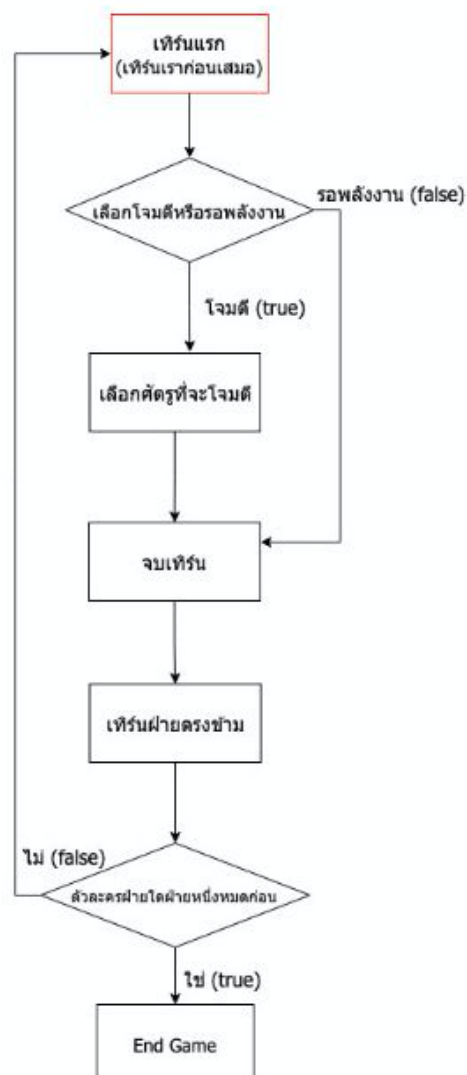 เทิร์นแรก
(เทิร์นเราก่อนเสมอ)
เลือกโจมตีหรือรอพลังงาน
รอพลังงาน (false)
โจมตี (true)
เลือกศัตรูที่จะโจมตี
จบเทิร์น
เทิร์นฝ่ายตรงข้าม
ไม่ (false)
ตัวละครฝ่ายใดฝ่ายหนึ่งหมดก่อน
ใช่ (true)
End Game